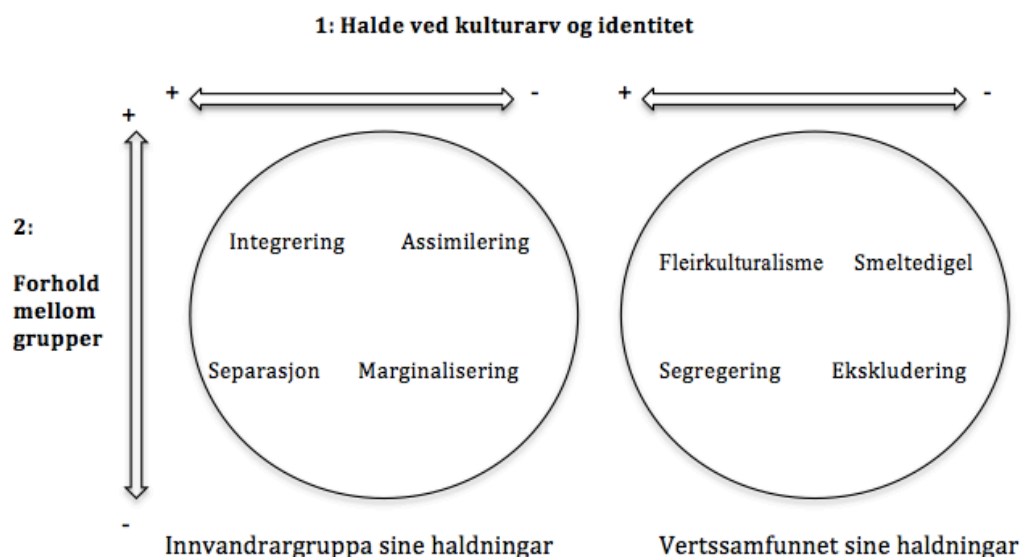 1: Halde ved kulturarv og identitet
+ - + -
+
2:
Forhold
mellom
grupper
Integrering Assimilering
Separasjon Marginalisering
Fleirkulturalisme Smeltedigel
Segregering Ekskludering
-
Innvandrargruppa sine haldningar
Vertssamfunnet sine haldningar